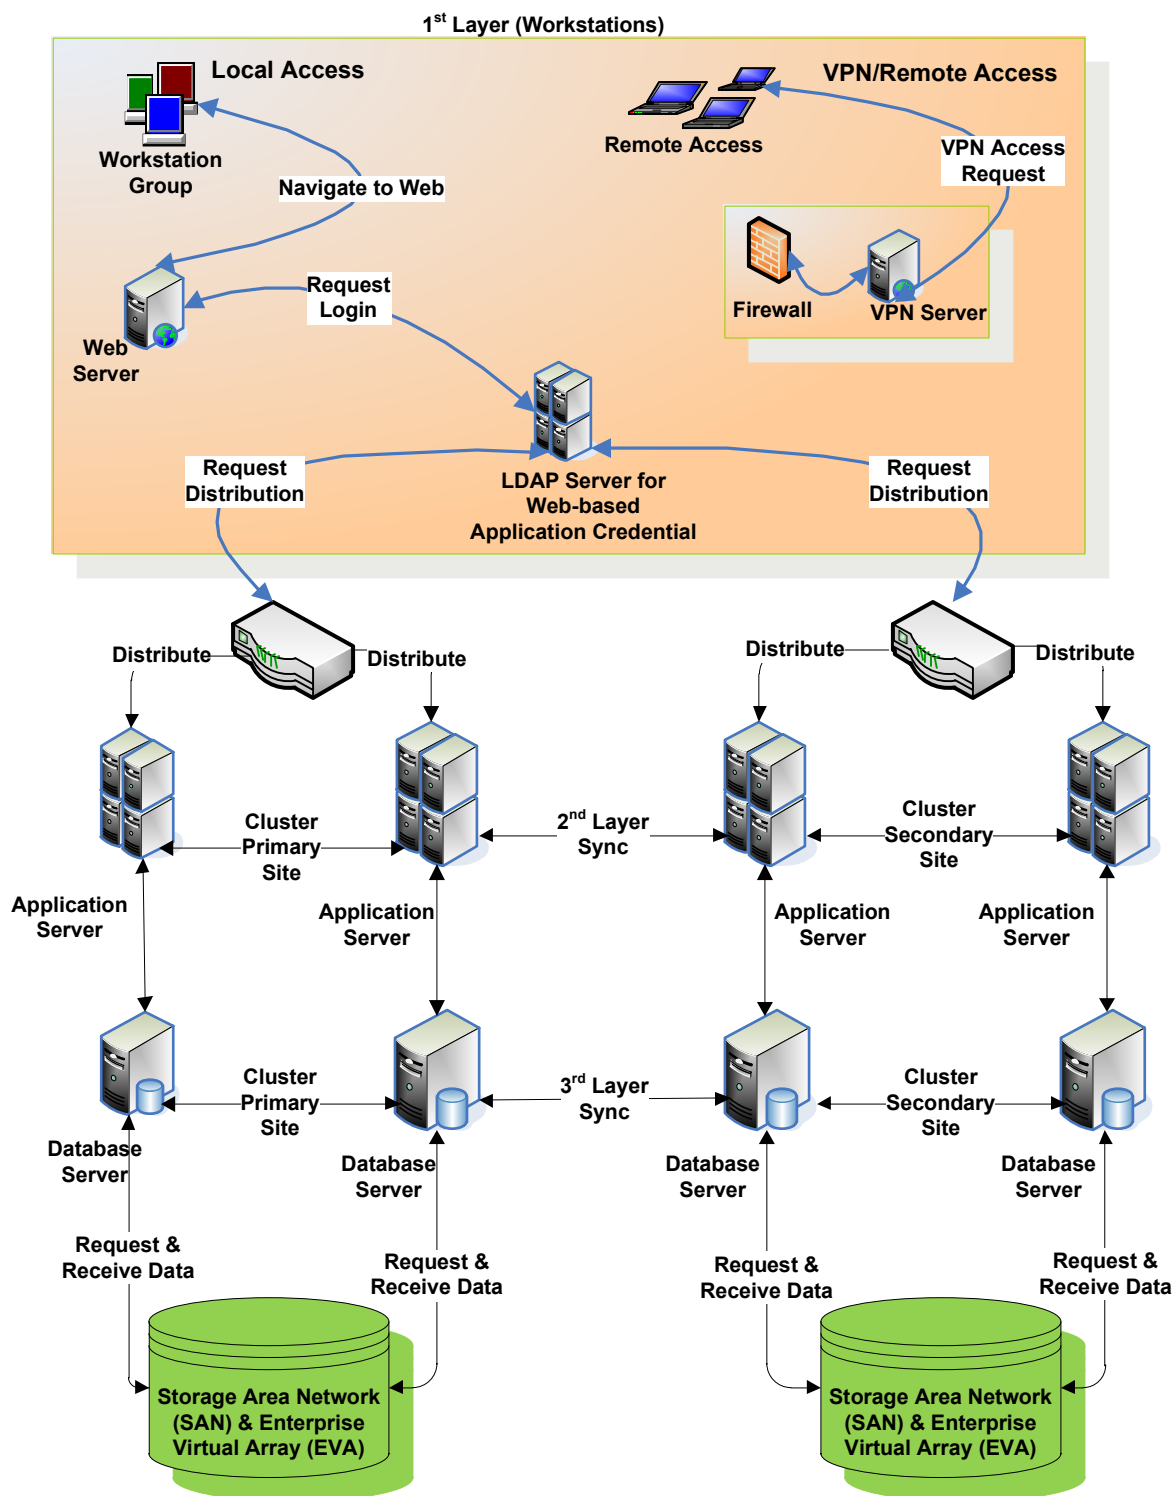 1st Layer (Workstations)
Local Access
VPN/Remote Access
Workstation
Group
Remote Access
VPN Access
Request
Navigate to Web
Request
Login
Firewall
VPN Server
Web
Server
Request
Distribution
LDAP Server for
Web-based
Application Credential
Request
Distribution
Distribute
Distribute
Distribute
Distribute
Cluster
Primary
Site
2nd Layer
Sync
Cluster
Secondary
Site
Application
Server
Application
Server
Application
Server
Application
Server
Cluster
Primary
Site
3rd Layer
Sync
Cluster
Secondary
Site
Database
Server
Database
Server
Database
Server
Database
Server
Request &
Receive Data
Request &
Receive Data
Request &
Receive Data
Request &
Receive Data
Storage Area Network
(SAN) & Enterprise
Virtual Array (EVA)
Storage Area Network
(SAN) & Enterprise
Virtual Array (EVA)